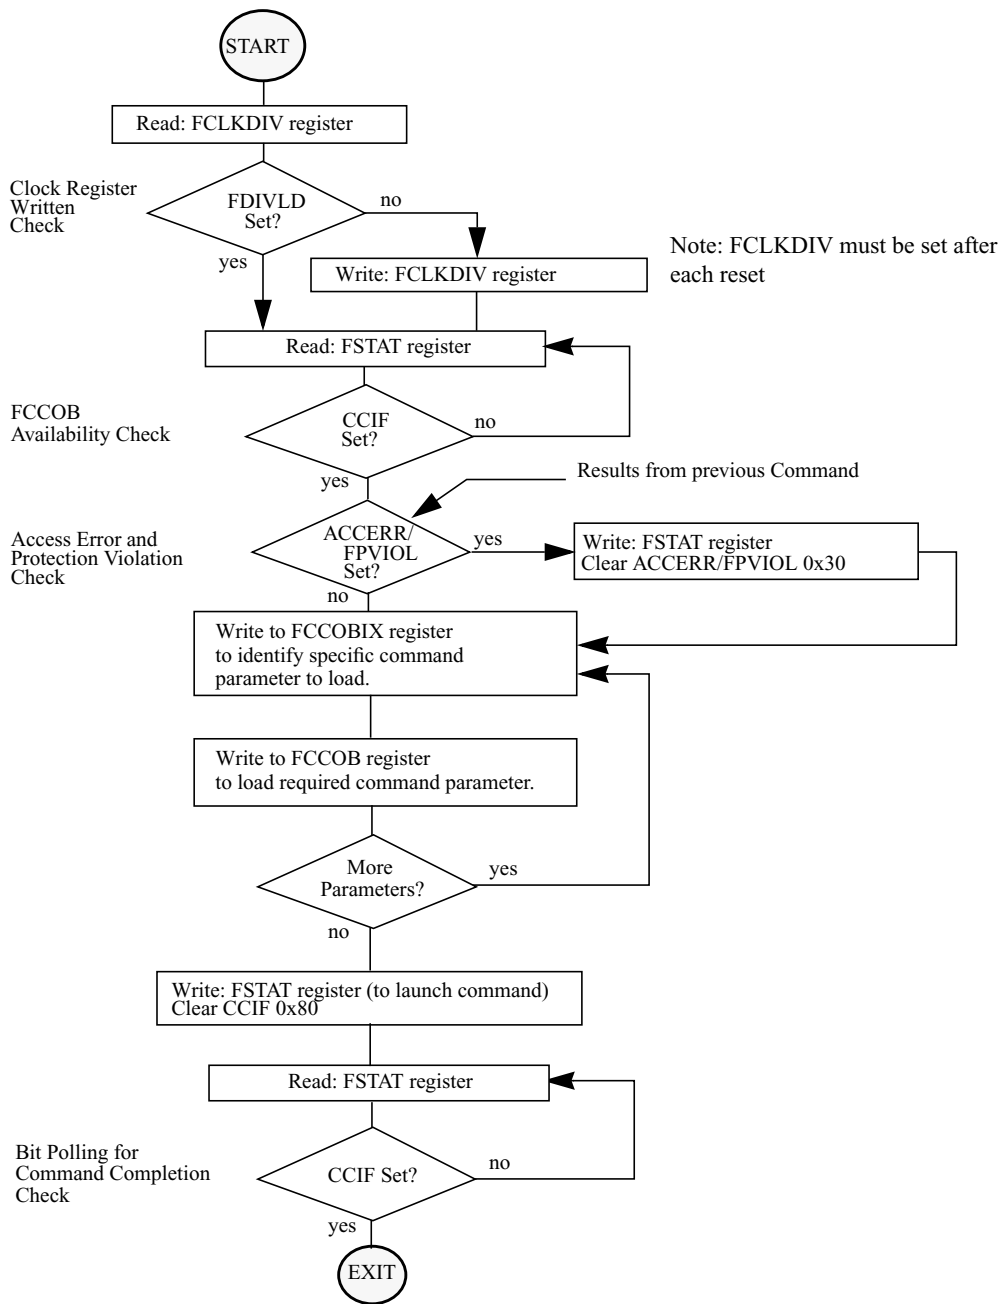 START
Read: FCLKDIV register
Clock Register
Written
Check
FDIVLD
Set?
no
yes
Note: FCLKDIV must be set after
each reset
Write: FCLKDIV register
Read: FSTAT register
FCCOB
Availability Check
CCIF
Set?
no
yes
Results from previous Command
Access Error and
Protection Violation
Check
ACCERR/
FPVIOL
Set?
yes
no
Write: FSTAT register
Clear ACCERR/FPVIOL 0x30
Write to FCCOBIX register
to identify specific command
parameter to load.
Write to FCCOB register
to load required command parameter.
More
Parameters?
yes
no
Write: FSTAT register (to launch command)
Clear CCIF 0x80
Read: FSTAT register
Bit Polling for
Command Completion
Check
CCIF Set?
no
yes
EXIT